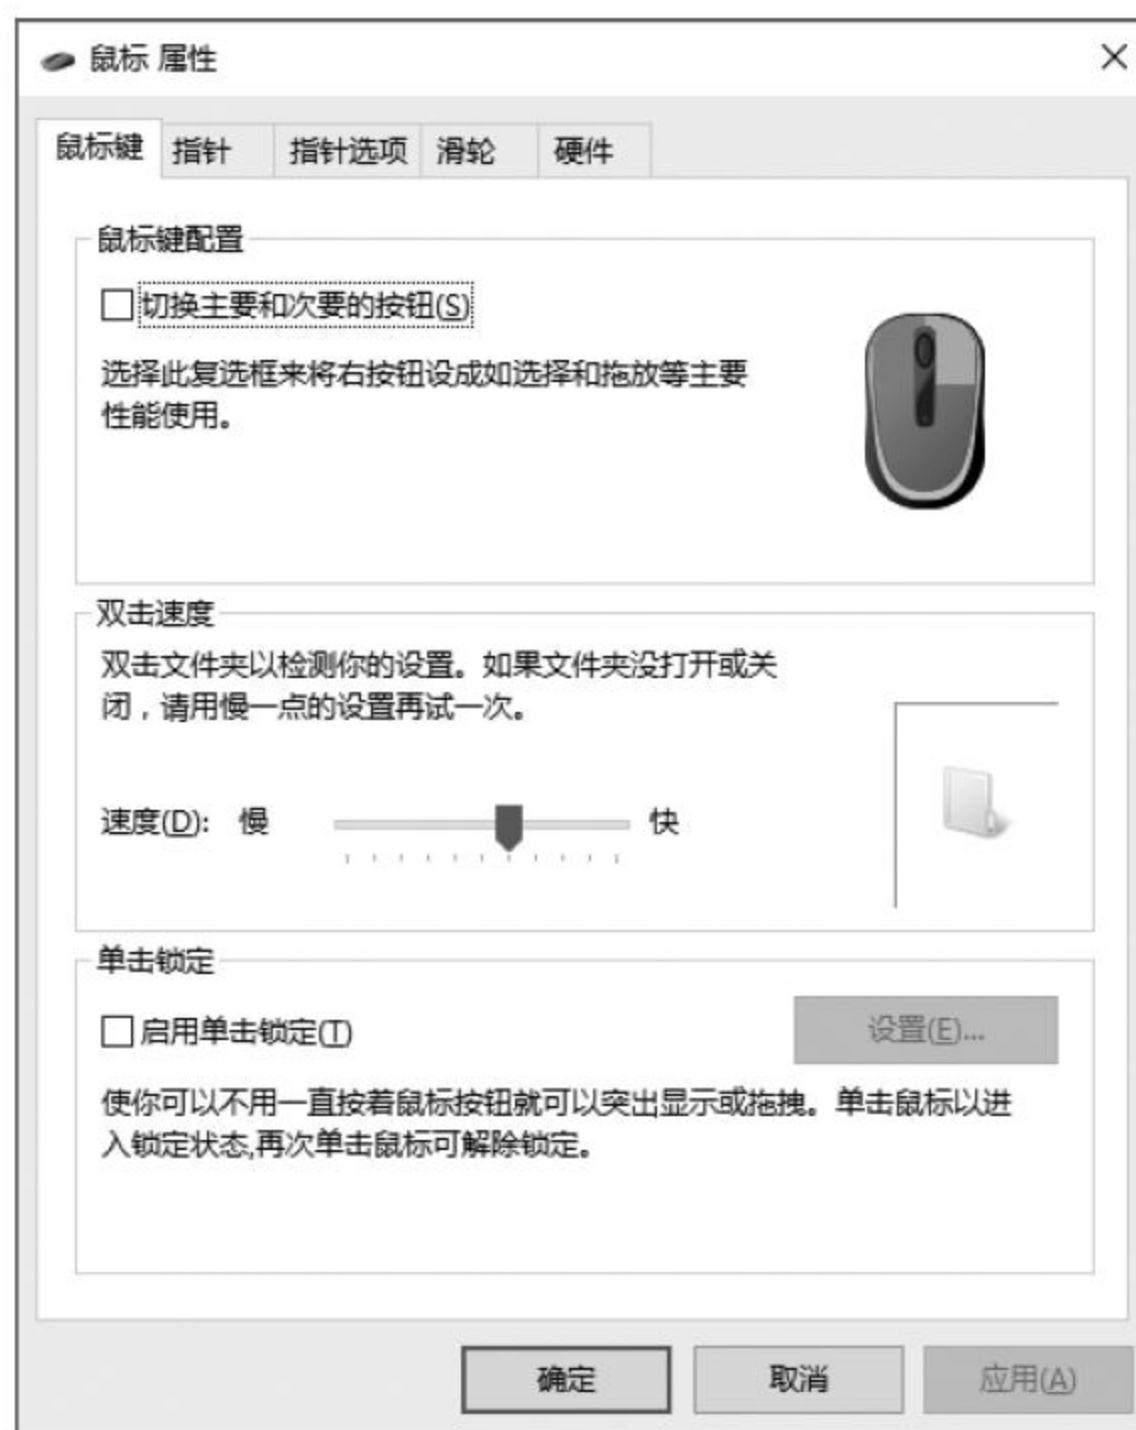 鼠标 属性
鼠标键 指针 指针选项 滑轮 硬件
鼠标键配置
切换主要和次要的按钮(S)
选择此复选框来将右按钮设成如选择和拖放等主要
性能使用。
双击速度
双击文件夹以检测你的设置。如果文件夹没打开或关
闭，请用慢一点的设置再试一次。
速度(D): 慢 快
单击锁定
启用单击锁定(T) 设置(E)...
使你可以不用一直按着鼠标按钮就可以突出显示或拖拽。单击鼠标以进
入锁定状态,再次单击鼠标可解除锁定。
确定 取消 应用(A)